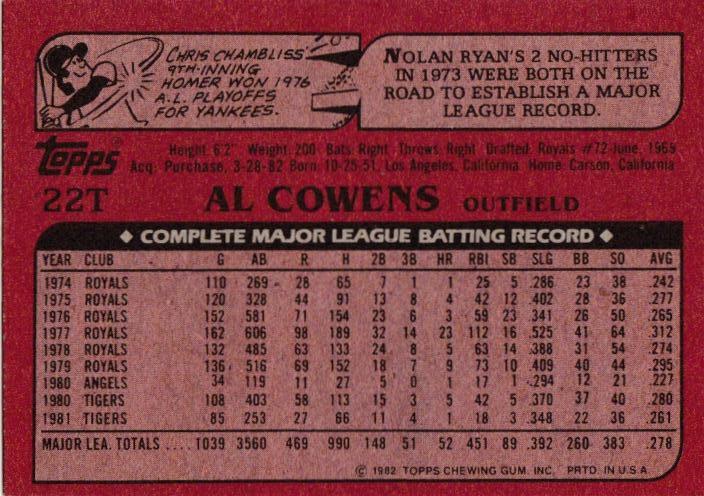 CHRIS CHAMBLISS'
9TH-INNING
HOMER WON 1976
A.L. PLAYOFFS
FOR YANKEES.
NOLAN RYAN'S 2 NO-HITTERS
IN 1973 WERE BOTH ON THE
ROAD TO ESTABLISH A MAJOR
LEAGUE RECORD.
Topps®
Height: 6'2" Weight: 200 Bats: Right Throws: Right Drafted: Royals #72-June, 1969
Acq: Purchase, 3-28-82 Born: 10-25-51, Los Angeles, California Home: Carson, California
22T AL COWENS OUTFIELD
◆ COMPLETE MAJOR LEAGUE BATTING RECORD ◆
YEAR CLUB G AB R H 2B 3B HR RBI SB SLG BB SO AVG
1974 ROYALS 110 269 28 65 7 1 1 25 5 .286 23 38 .242
1975 ROYALS 120 328 44 91 13 8 4 42 12 .402 28 36 .277
1976 ROYALS 152 581 71 154 23 6 3 59 23 .341 26 50 .265
1977 ROYALS 162 606 98 189 32 14 23 112 16 .525 41 64 .312
1978 ROYALS 132 485 63 133 24 8 5 63 14 .388 31 54 .274
1979 ROYALS 136 516 69 152 18 7 9 73 10 .409 40 44 .295
1980 ANGELS 34 119 11 27 5 0 1 17 1 .294 12 21 .227
1980 TIGERS 108 403 58 113 15 3 5 42 5 .370 37 40 .280
1981 TIGERS 85 253 27 66 11 4 1 18 3 .348 22 36 .261
MAJOR LEA. TOTALS .... 1039 3560 469 990 148 51 52 451 89 .392 260 383 .278
© 1982 TOPPS CHEWING GUM, INC. PRTD. IN U.S.A.